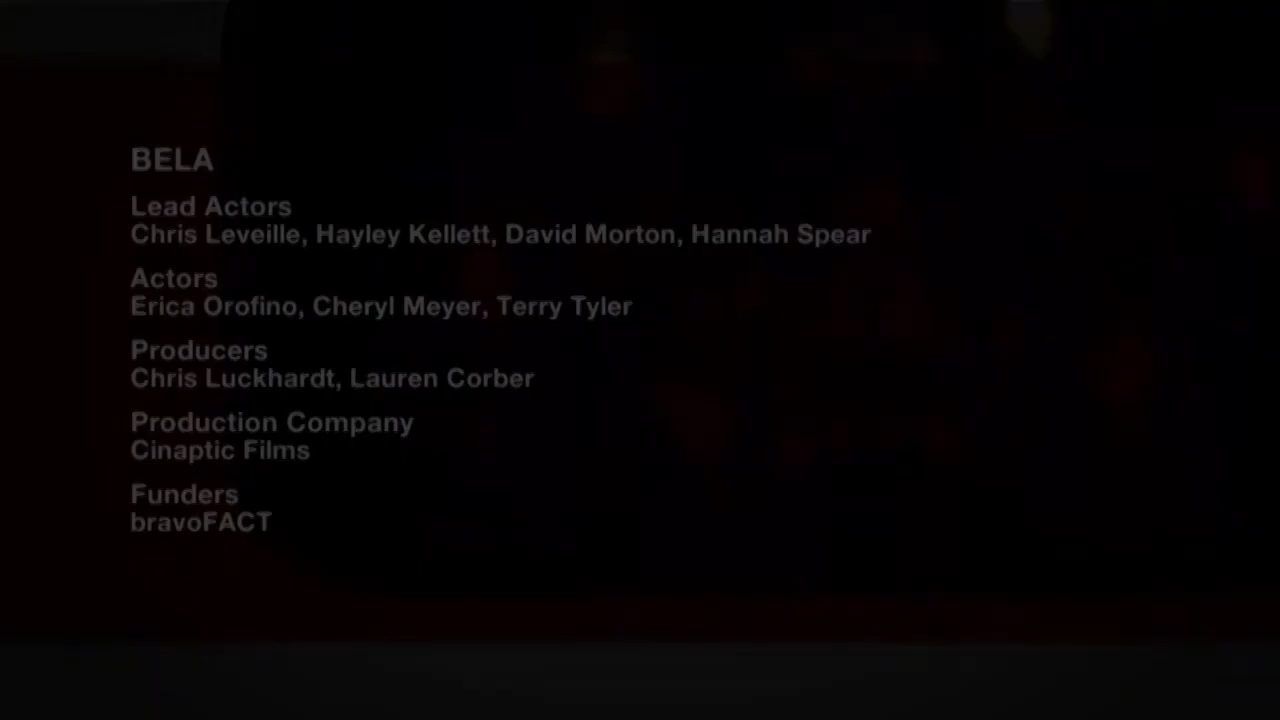 BELA
Lead Actors
Chris Leveille, Hayley Kellett, David Morton, Hannah Spear
Actors
Erica Orofino, Cheryl Meyer, Terry Tyler
Producers
Chris Luckhardt, Lauren Corber
Production Company
Cinaptic Films
Funders
bravoFACT